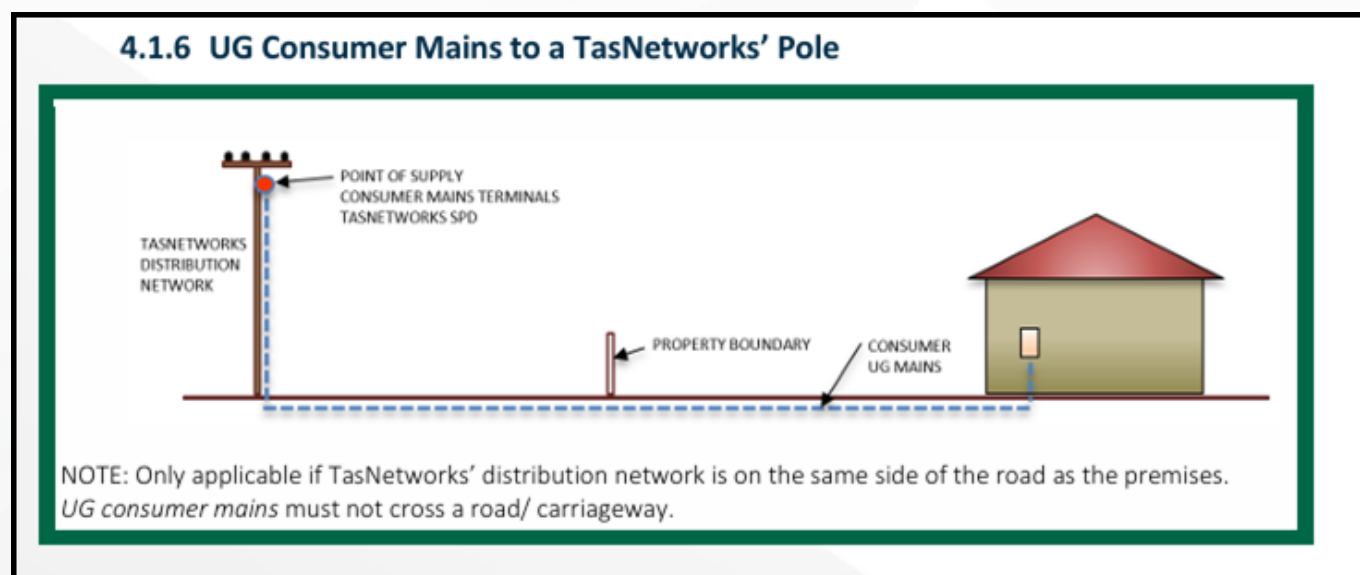 4.1.6 UG Consumer Mains to a TasNetworks' Pole
POINT OF SUPPLY
CONSUMER MAINS TERMINALS
TASNETWORKS SPD
TASNETWORKS
DISTRIBUTION
NETWORK
PROPERTY BOUNDARY
CONSUMER
UG MAINS
NOTE: Only applicable if TasNetworks' distribution network is on the same side of the road as the premises.
UG consumer mains must not cross a road/ carriageway.